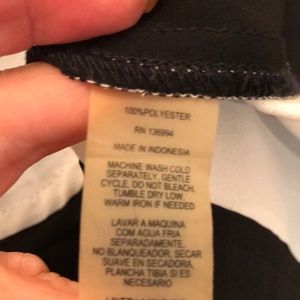 100%POLYESTER
RN 136994
MADE IN INDONESIA
MACHINE WASH COLD
SEPARATELY, GENTLE
CYCLE, DO NOT BLEACH,
TUMBLE DRY LOW,
WARM IRON IF NEEDED
LAVAR A MAQUINA
CON AGUA FRIA
SEPARADAMENTE.
NO BLANQUEAR. SECAR
SUAVE EN SECADORA.
PLANCHA TIBIA SI ES
NECESARIO